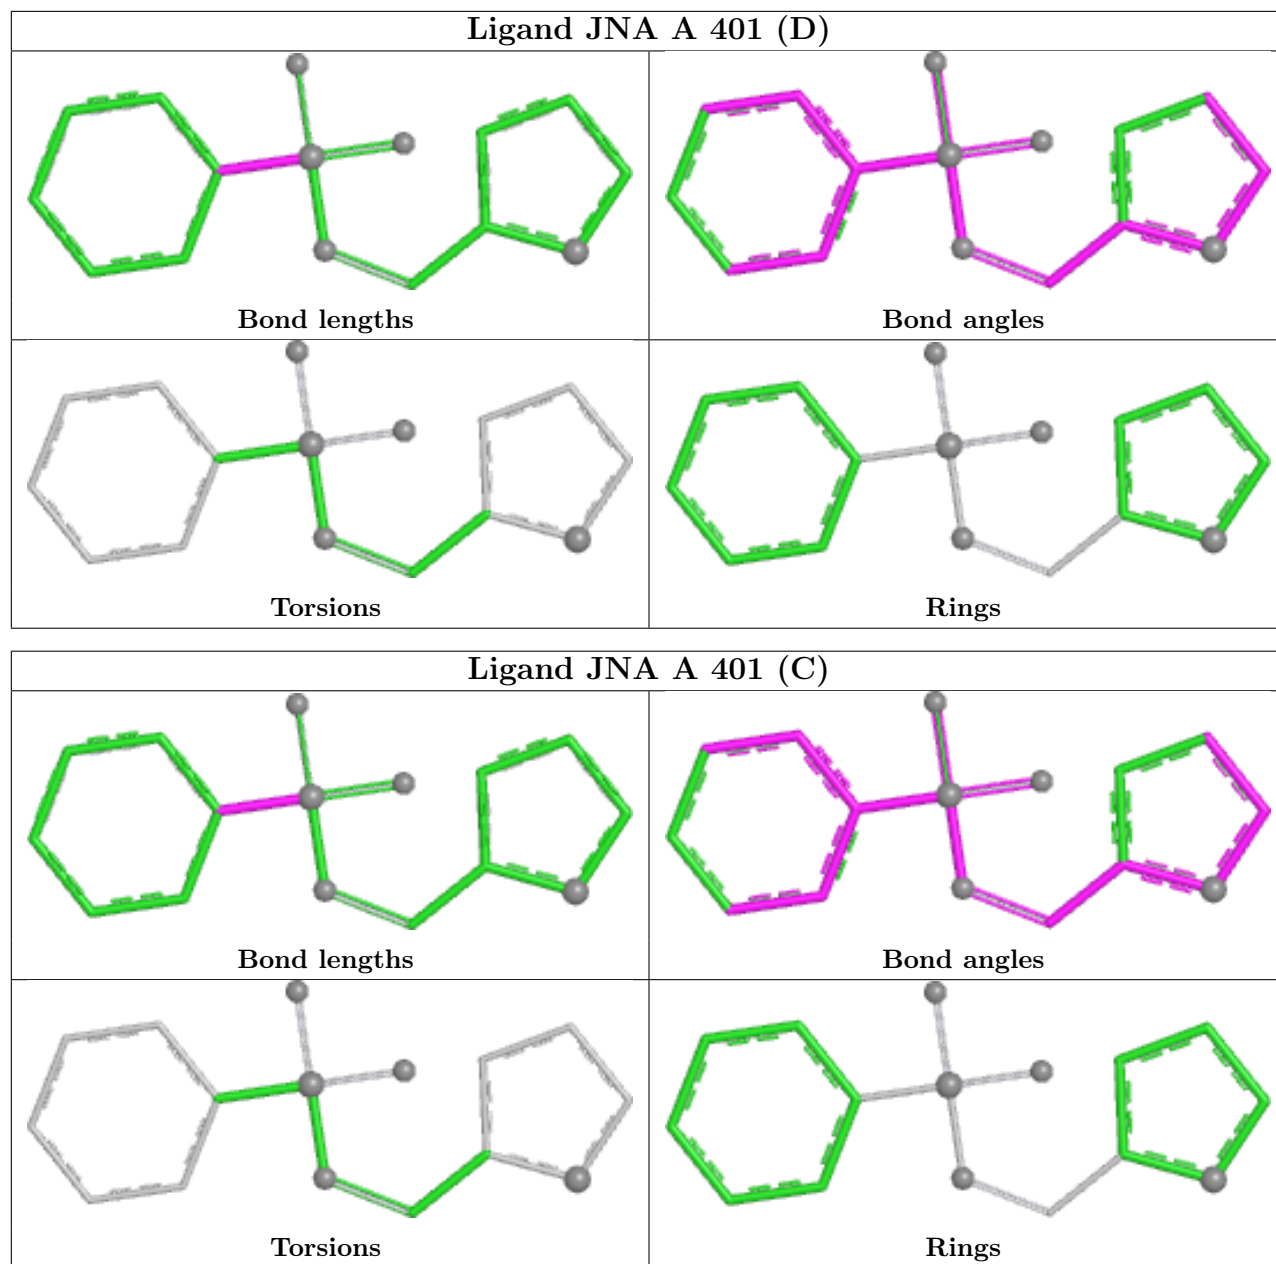 Ligand JNA A 401 (D)
Bond lengths
Bond angles
Torsions
Rings
Ligand JNA A 401 (C)
Bond lengths
Bond angles
Torsions
Rings